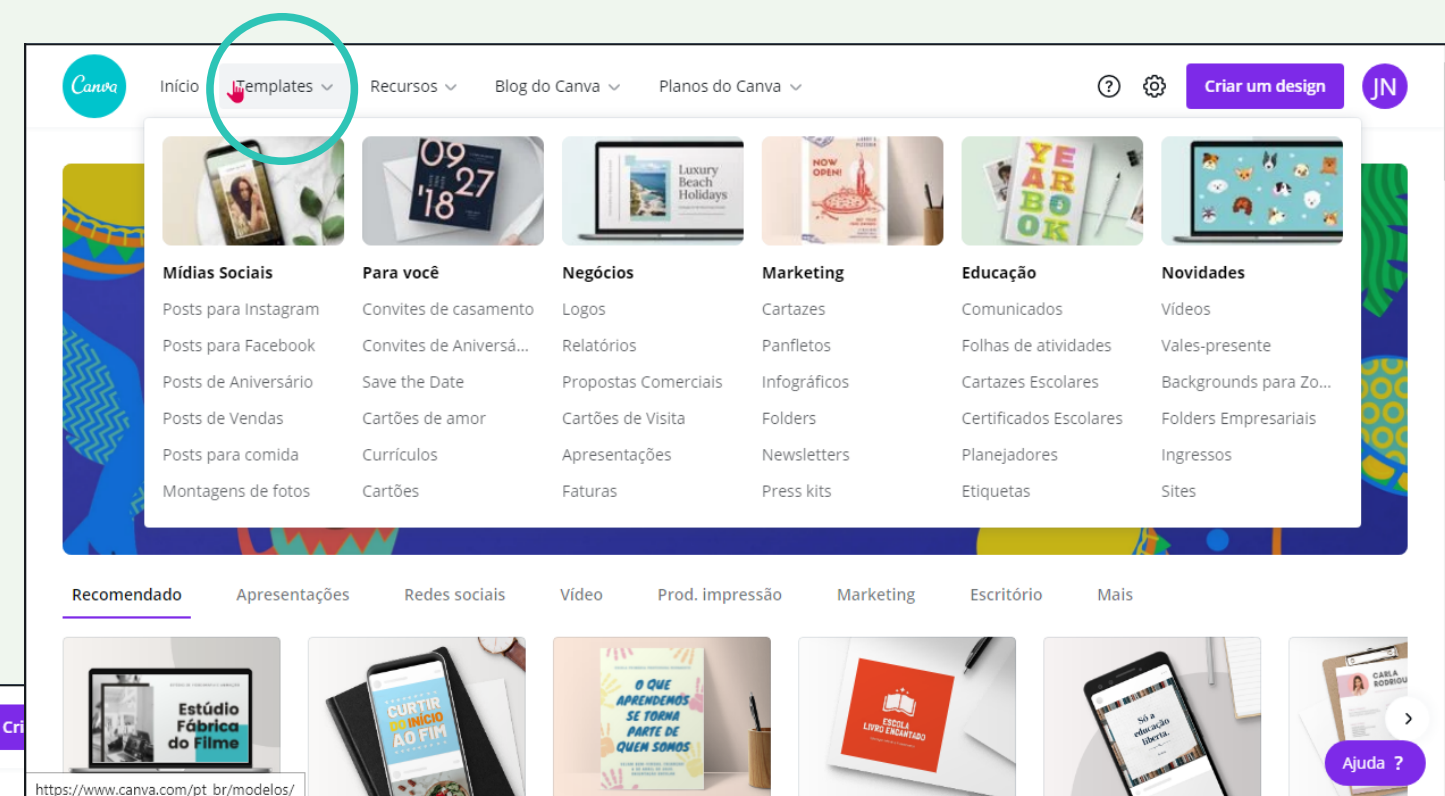 Canva
Início
Templates
Recursos
Blog do Canva
Planos do Canva
?
Criar um design
JN
09
27
'18
Luxury
Beach
Holidays
NOW
OPEN!
YE
AR
BO
OK
Mídias Sociais
Posts para Instagram
Posts para Facebook
Posts de Aniversário
Posts de Vendas
Posts para comida
Montagens de fotos
Para você
Convites de casamento
Convites de Aniversá...
Save the Date
Cartões de amor
Currículos
Cartões
Negócios
Logos
Relatórios
Propostas Comerciais
Cartões de Visita
Apresentações
Faturas
Marketing
Cartazes
Panfletos
Infográficos
Folders
Newsletters
Press kits
Educação
Comunicados
Folhas de atividades
Cartazes Escolares
Certificados Escolares
Planejadores
Etiquetas
Novidades
Vídeos
Vales-presente
Backgrounds para Zo...
Folders Empresariais
Ingressos
Sites
Recomendado
Apresentações
Redes sociais
Vídeo
Prod. impressão
Marketing
Escritório
Mais
Estúdio
Fábrica
do Filme
CURTIR
DO INÍCIO
AO FIM
O QUE
APRENDEMOS
SE TORNA
PARTE DE
QUEM SOMOS
ESCOLA
LIVRO ENCANTADO
Só a
educação
liberta.
CARLA
RODRIGU
Cri
Ajuda ?
https://www.canva.com/pt_br/modelos/